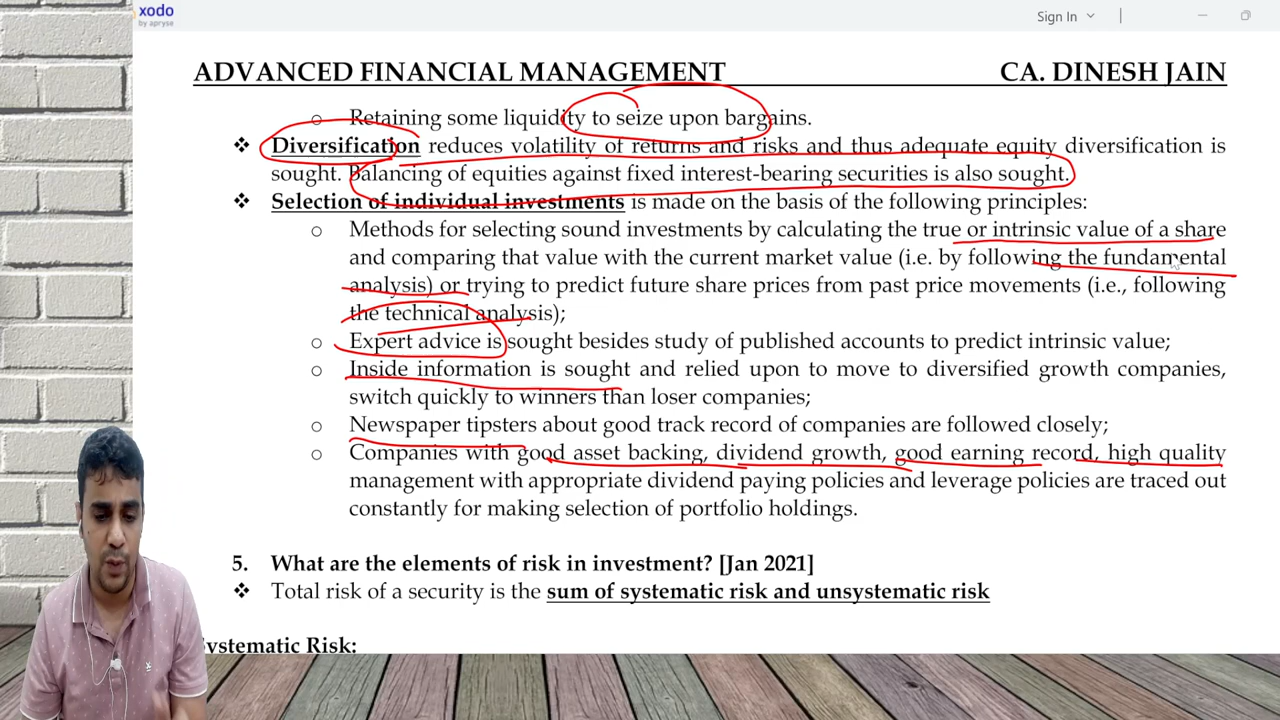 xodo
by apryse
Sign In
ADVANCED FINANCIAL MANAGEMENT CA. DINESH JAIN
o Retaining some liquidity to seize upon bargains.
❖ Diversification reduces volatility of returns and risks and thus adequate equity diversification is
sought. Balancing of equities against fixed interest-bearing securities is also sought.
❖ Selection of individual investments is made on the basis of the following principles:
o Methods for selecting sound investments by calculating the true or intrinsic value of a share
and comparing that value with the current market value (i.e. by following the fundamental
analysis) or trying to predict future share prices from past price movements (i.e., following
the technical analysis);
o Expert advice is sought besides study of published accounts to predict intrinsic value;
o Inside information is sought and relied upon to move to diversified growth companies,
switch quickly to winners than loser companies;
o Newspaper tipsters about good track record of companies are followed closely;
o Companies with good asset backing, dividend growth, good earning record, high quality
management with appropriate dividend paying policies and leverage policies are traced out
constantly for making selection of portfolio holdings.
5. What are the elements of risk in investment? [Jan 2021]
❖ Total risk of a security is the sum of systematic risk and unsystematic risk
Systematic Risk: